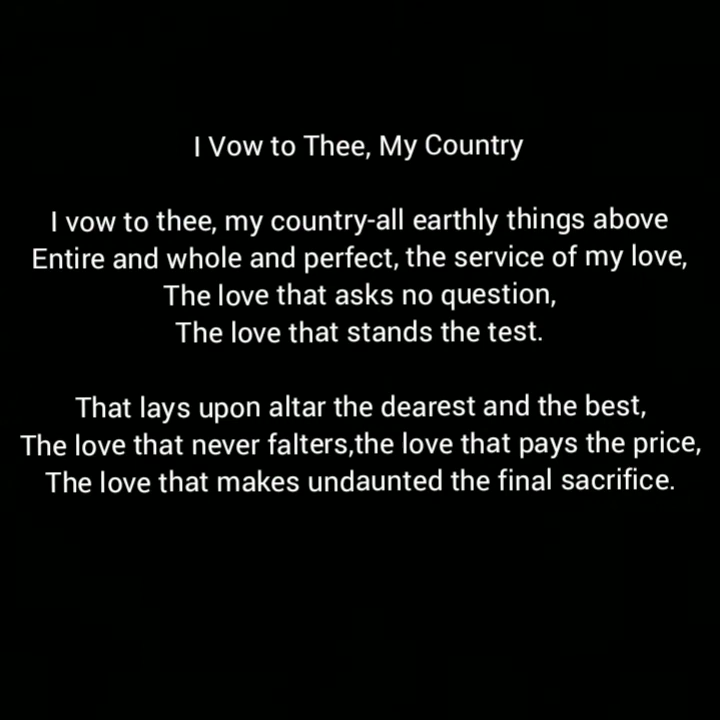 I Vow to Thee, My Country
I vow to thee, my country-all earthly things above
Entire and whole and perfect, the service of my love,
The love that asks no question,
The love that stands the test.
That lays upon altar the dearest and the best,
The love that never falters,the love that pays the price,
The love that makes undaunted the final sacrifice.